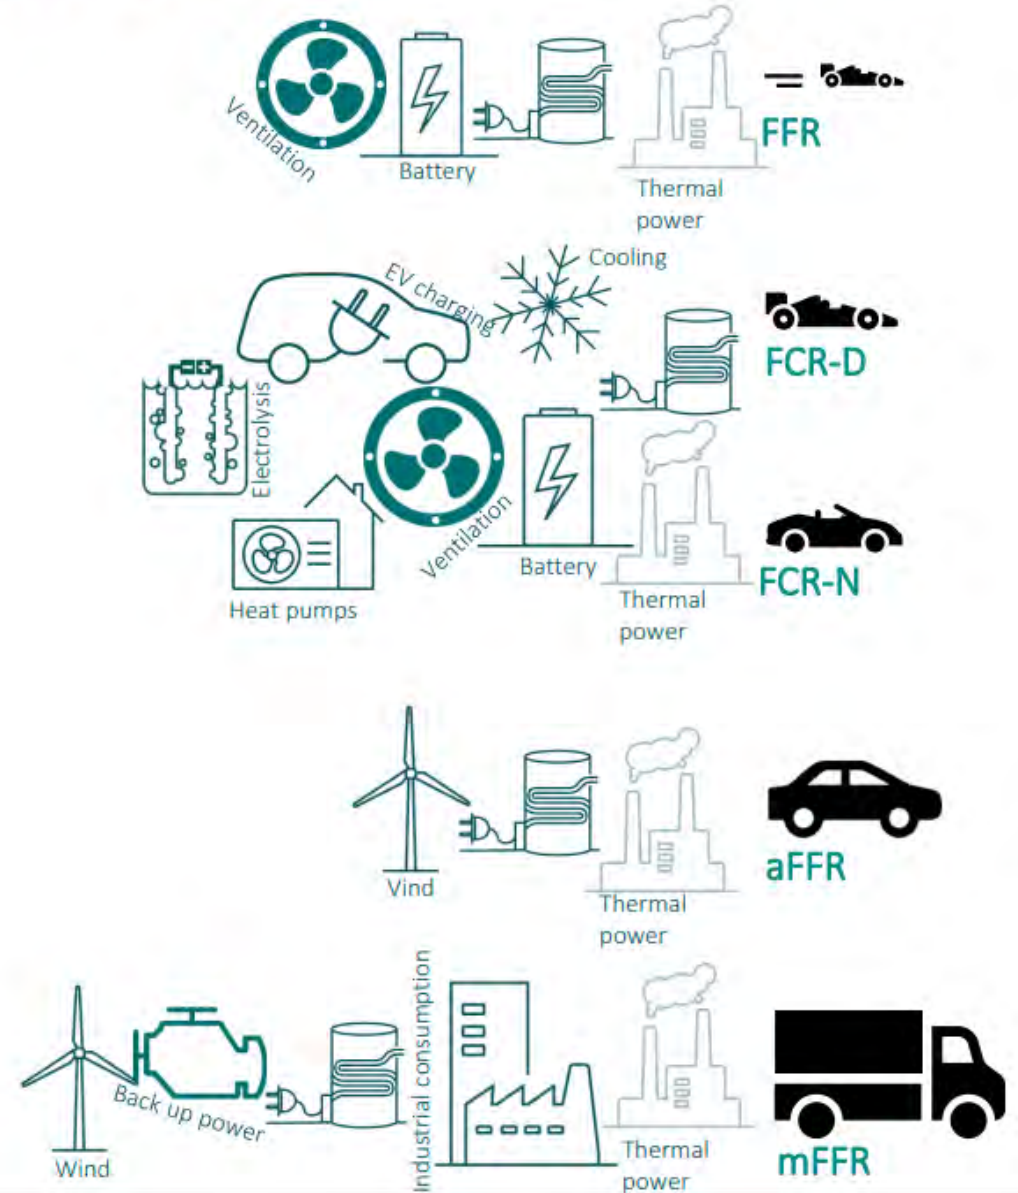 Ventilation
Battery
Thermal
power
FFR
EV charging
Cooling
FCR-D
Electrolysis
Ventilation
Battery
Heat pumps
Thermal
power
FCR-N
Vind
Thermal
power
aFFR
Wind
Back up power
Industrial consumption
Thermal
power
mFFR